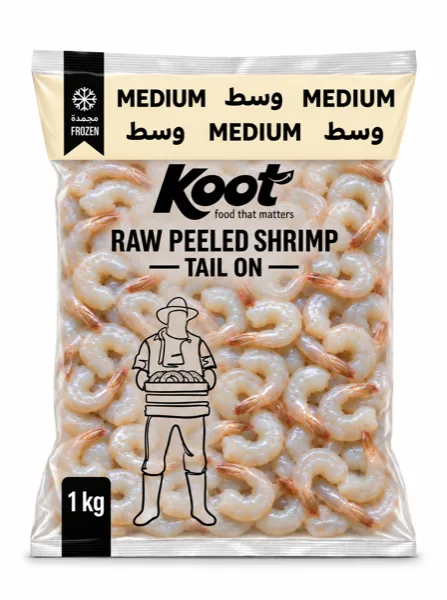 MEDIUM وسط MEDIUM
وسط MEDIUM وسط
مجمدة
FROZEN
Koot
food that matters
RAW PEELED SHRIMP
TAIL ON
1 kg